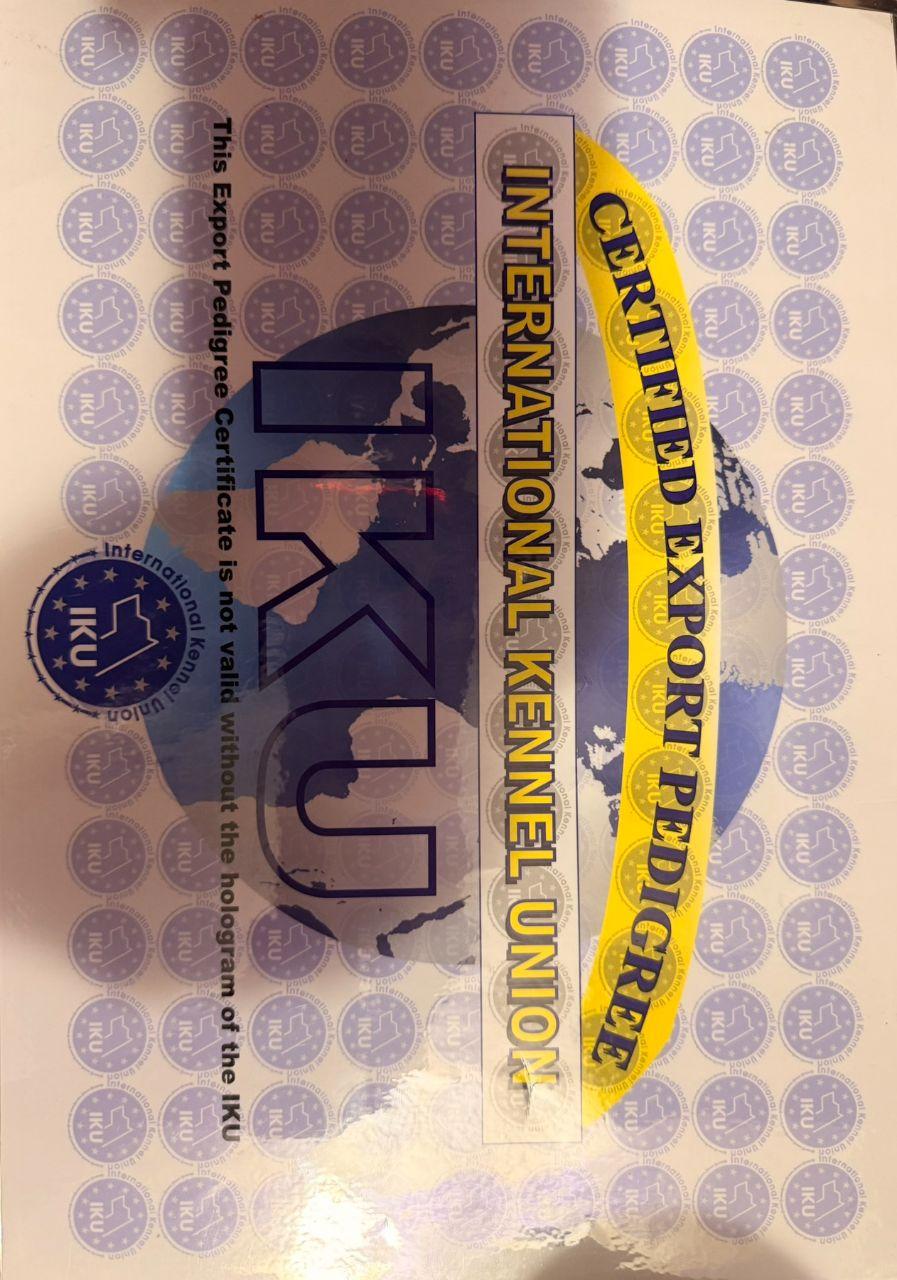 CERTIFIED EXPORT PEDIGREE
INTERNATIONAL KENNEL UNION
IKU
This Export Pedigree Certificate is not valid without the hologram of the IKU
International Kennel Union
IKU